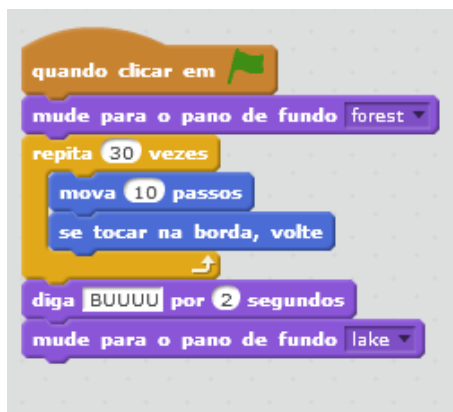 quando clicar em
mude para o pano de fundo forest
repita 30 vezes
mova 10 passos
se tocar na borda, volte
diga BUUUU por 2 segundos
mude para o pano de fundo lake